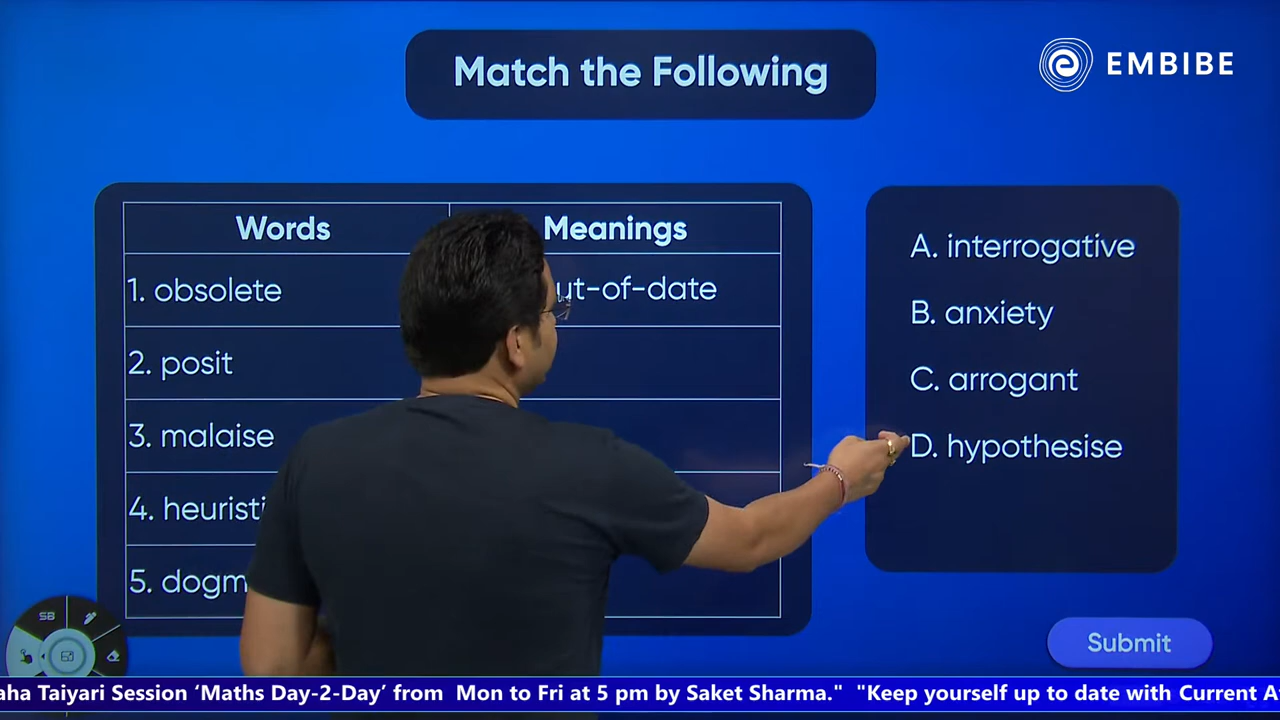 Match the Following
EMBIBE
Words Meanings
1. obsolete ut-of-date
2. posit
3. malaise
4. heuristi
5. dogm
A. interrogative
B. anxiety
C. arrogant
D. hypothesise
Submit
SB
aha Taiyari Session ‘Maths Day-2-Day’ from Mon to Fri at 5 pm by Saket Sharma." "Keep yourself up to date with Current A